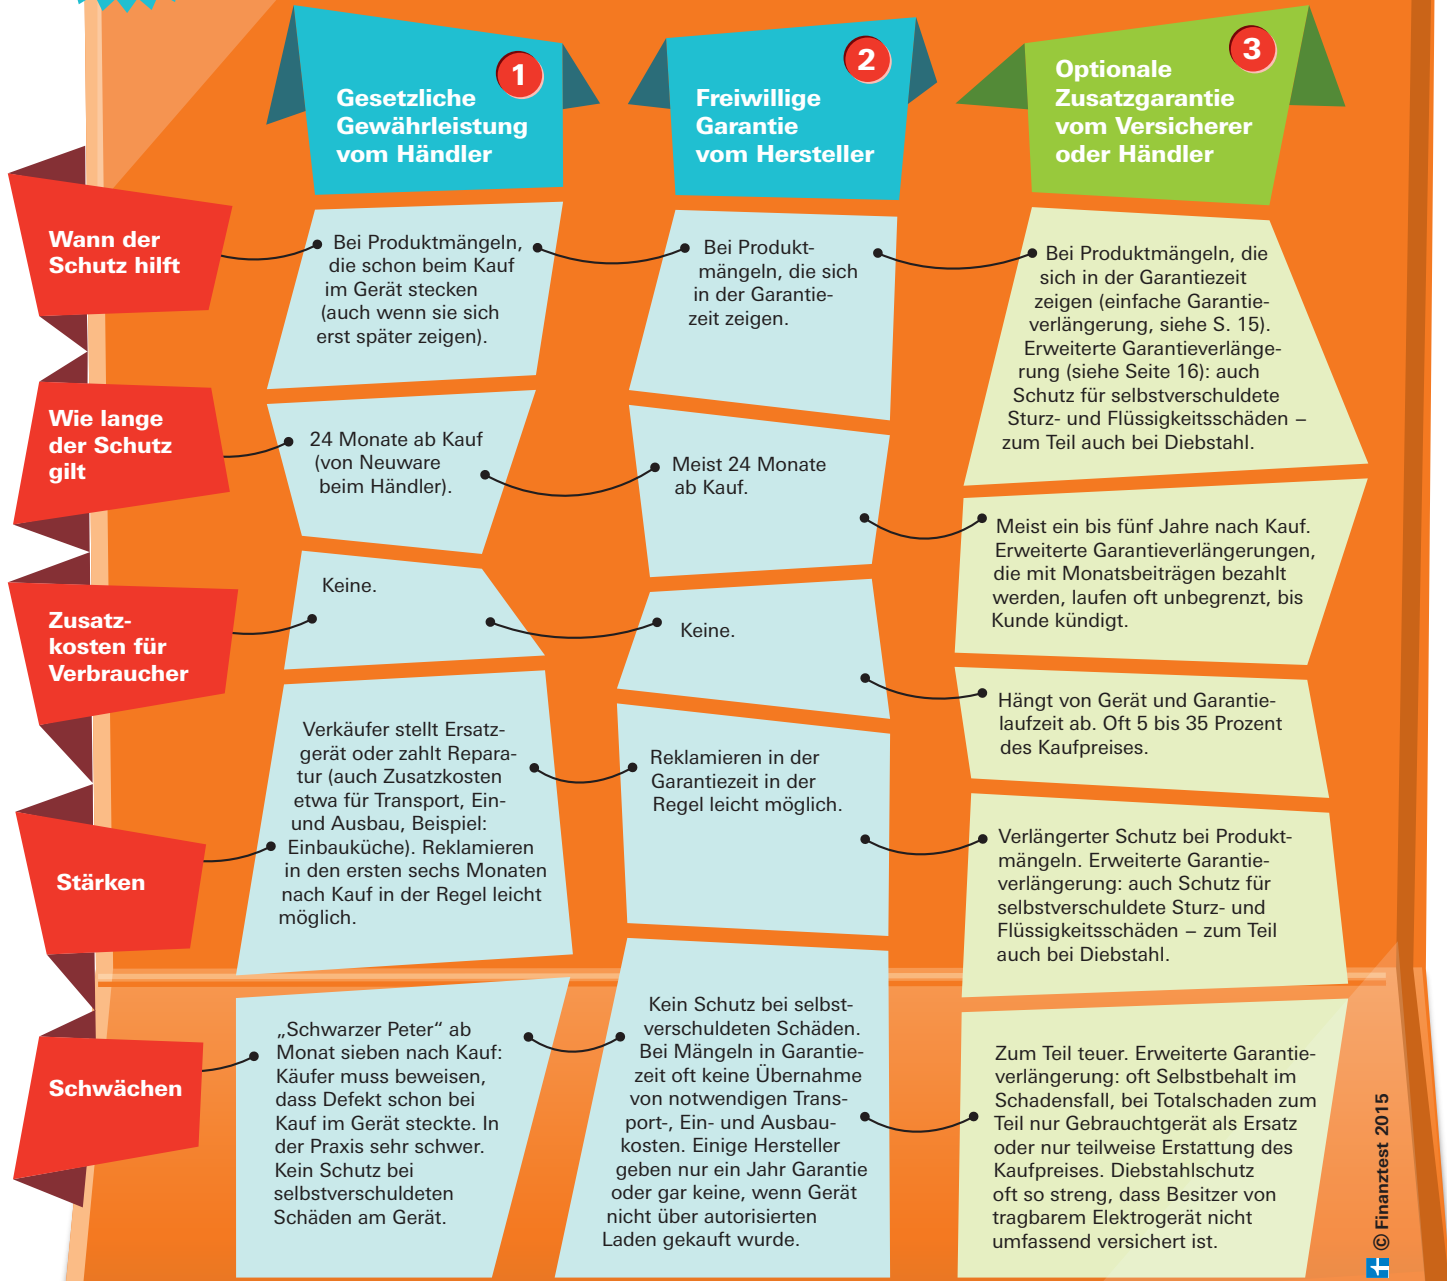 1
Gesetzliche
Gewährleistung
vom Händler
2
Freiwillige
Garantie
vom Hersteller
3
Optionale
Zusatzgarantie
vom Versicherer
oder Händler
Wann der
Schutz hilft
Bei Produktmängeln,
die schon beim Kauf
im Gerät stecken
(auch wenn sie sich
erst später zeigen).
Bei Produkt-
mängeln, die sich
in der Garantie-
zeit zeigen.
Bei Produktmängeln, die
sich in der Garantiezeit
zeigen (einfache Garantie-
verlängerung, siehe S. 15).
Erweiterte Garantieverlänge-
rung (siehe Seite 16): auch
Schutz für selbstverschuldete
Sturz- und Flüssigkeitsschäden –
zum Teil auch bei Diebstahl.
Wie lange
der Schutz
gilt
24 Monate ab Kauf
(von Neuware
beim Händler).
Meist 24 Monate
ab Kauf.
Meist ein bis fünf Jahre nach Kauf.
Erweiterte Garantieverlängerungen,
die mit Monatsbeiträgen bezahlt
werden, laufen oft unbegrenzt, bis
Kunde kündigt.
Zusatz-
kosten für
Verbraucher
Keine.
Keine.
Hängt von Gerät und Garantie-
laufzeit ab. Oft 5 bis 35 Prozent
des Kaufpreises.
Stärken
Verkäufer stellt Ersatz-
gerät oder zahlt Repara-
tur (auch Zusatzkosten
etwa für Transport, Ein-
und Ausbau, Beispiel:
Einbauküche). Reklamieren
in den ersten sechs Monaten
nach Kauf in der Regel leicht
möglich.
Reklamieren in der
Garantiezeit in der
Regel leicht möglich.
Verlängerter Schutz bei Produkt-
mängeln. Erweiterte Garantie-
verlängerung: auch Schutz für
selbstverschuldete Sturz- und
Flüssigkeitsschäden – zum Teil
auch bei Diebstahl.
Schwächen
„Schwarzer Peter“ ab
Monat sieben nach Kauf:
Käufer muss beweisen,
dass Defekt schon bei
Kauf im Gerät steckte. In
der Praxis sehr schwer.
Kein Schutz bei
selbstverschuldeten
Schäden am Gerät.
Kein Schutz bei selbst-
verschuldeten Schäden.
Bei Mängeln in Garantie-
zeit oft keine Übernahme
von notwendigen Trans-
port-, Ein- und Ausbau-
kosten. Einige Hersteller
geben nur ein Jahr Garantie
oder gar keine, wenn Gerät
nicht über autorisierten
Laden gekauft wurde.
Zum Teil teuer. Erweiterte Garantie-
verlängerung: oft Selbstbehalt im
Schadensfall, bei Totalschaden zum
Teil nur Gebrauchtgerät als Ersatz
oder nur teilweise Erstattung des
Kaufpreises. Diebstahlschutz
oft so streng, dass Besitzer von
tragbarem Elektrogerät nicht
umfassend versichert ist.
© Finanztest 2015